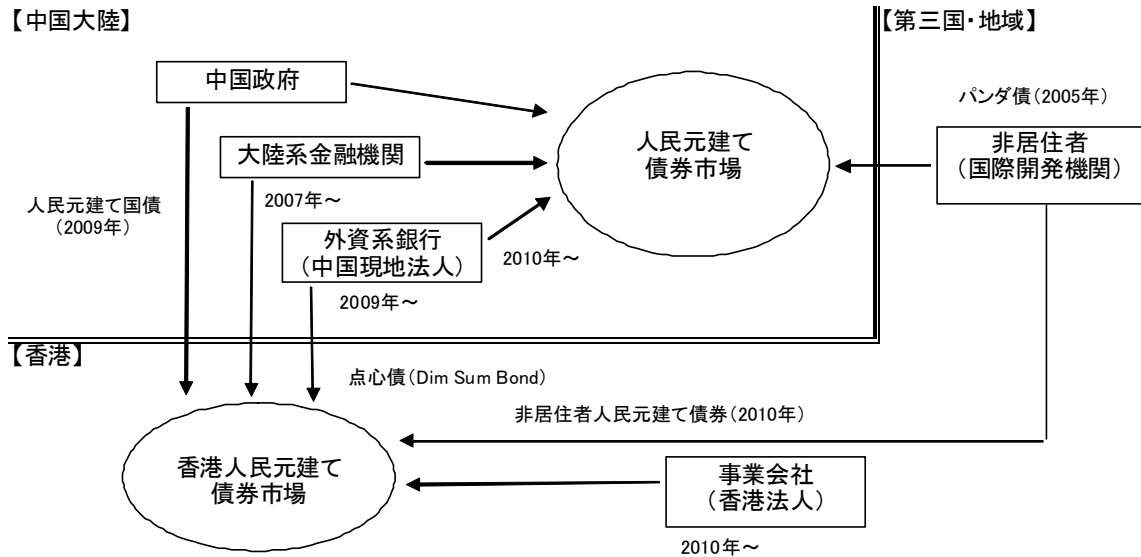 【中国大陸】
【第三国・地域】
中国政府
パンダ債（2005年）
人民元建て
債券市場
非居住者
（国際開発機関）
大陸系金融機関
2007年～
人民元建て国債
（2009年）
外資系銀行
（中国現地法人）
2010年～
2009年～
【香港】
点心債（Dim Sum Bond）
非居住者人民元建て債券（2010年）
香港人民元建て
債券市場
事業会社
（香港法人）
2010年～